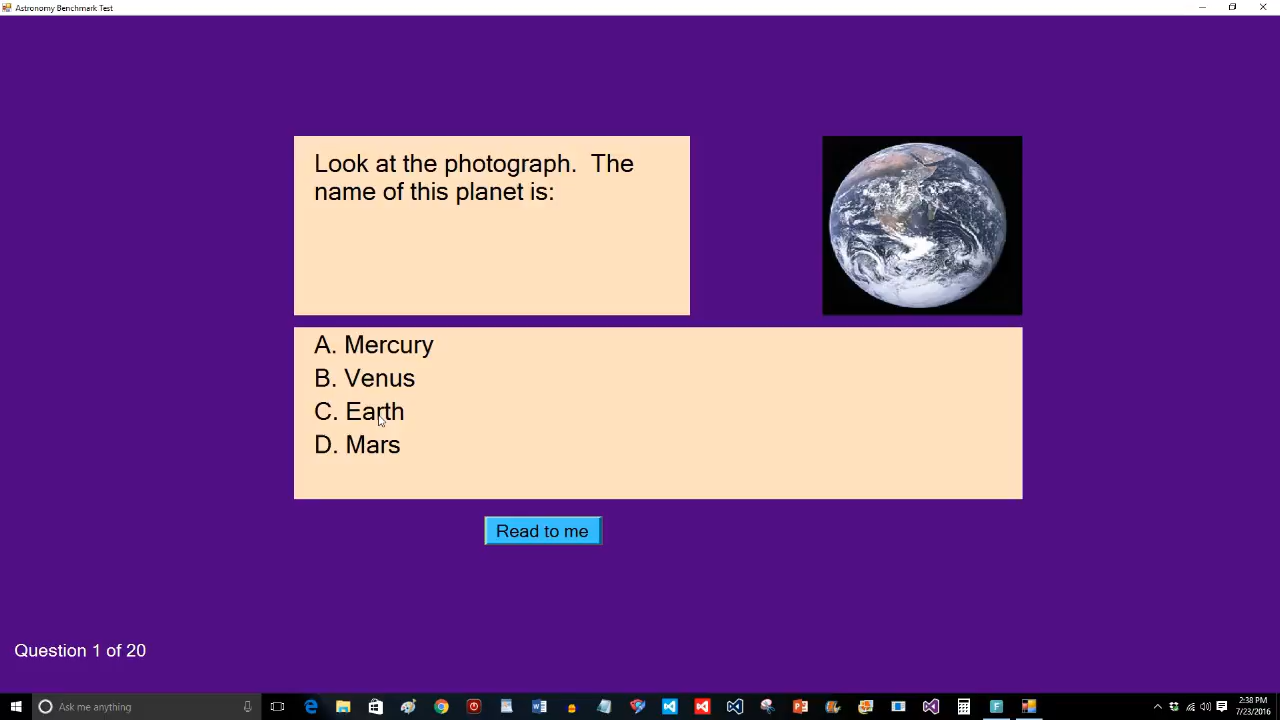 Astronomy Benchmark Test
Look at the photograph.  The
name of this planet is:
A. Mercury
B. Venus
C. Earth
D. Mars
Read to me
Question 1 of 20
Ask me anything
2:38 PM
7/23/2016